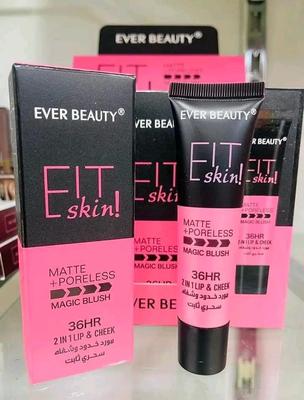 EVER BEAUTY®
EVER BEAUTY®
FIT
skin!
MATTE
+PORELESS
MAGIC BLUSH
36HR
2 IN 1 LIP & CHEEK
مورد خدود وشفاه
سحري ثابت
EVER BEAUTY®
FIT
skin!
MATTE
+PORELESS
MAGIC BLUSH
36HR
2 IN 1 LIP & CHEEK
مورد خدود وشفاه
سحري ثابت